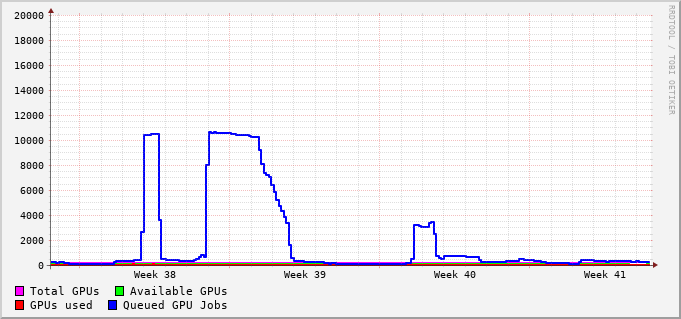 20000
18000
16000
14000
12000
10000
8000
6000
4000
2000
0
Week 38 Week 39 Week 40 Week 41
Total GPUs Available GPUs
GPUs used Queued GPU Jobs
RRDTOOL / TOBI OETIKER